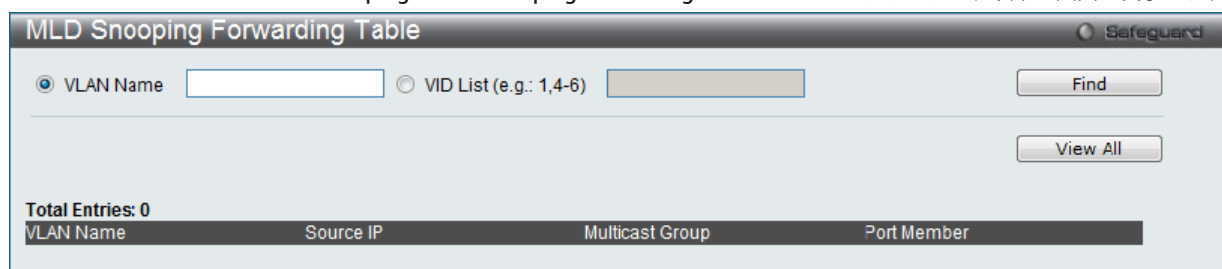 MLD Snooping Forwarding Table Safeguard
VLAN Name VID List (e.g.: 1,4-6) Find
View All
Total Entries: 0
VLAN Name Source IP Multicast Group Port Member